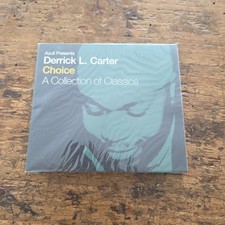 Azuli Presents
Derrick L. Carter
Choice
A Collection of Classics